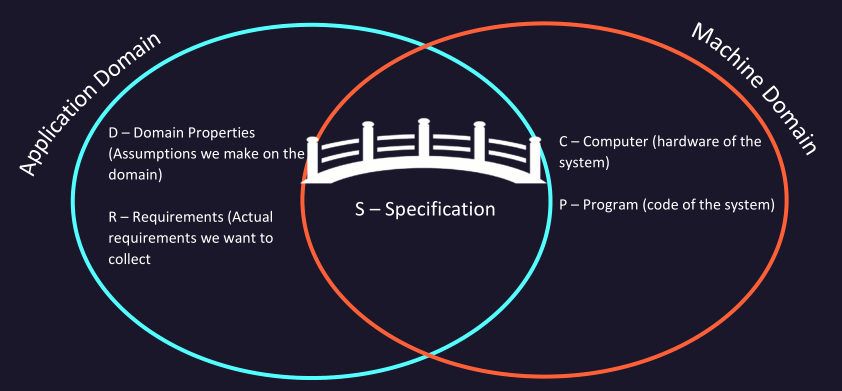 Application Domain
Machine Domain
D – Domain Properties
(Assumptions we make on the
domain)
R – Requirements (Actual
requirements we want to
collect
S – Specification
C – Computer (hardware of the
system)
P – Program (code of the system)